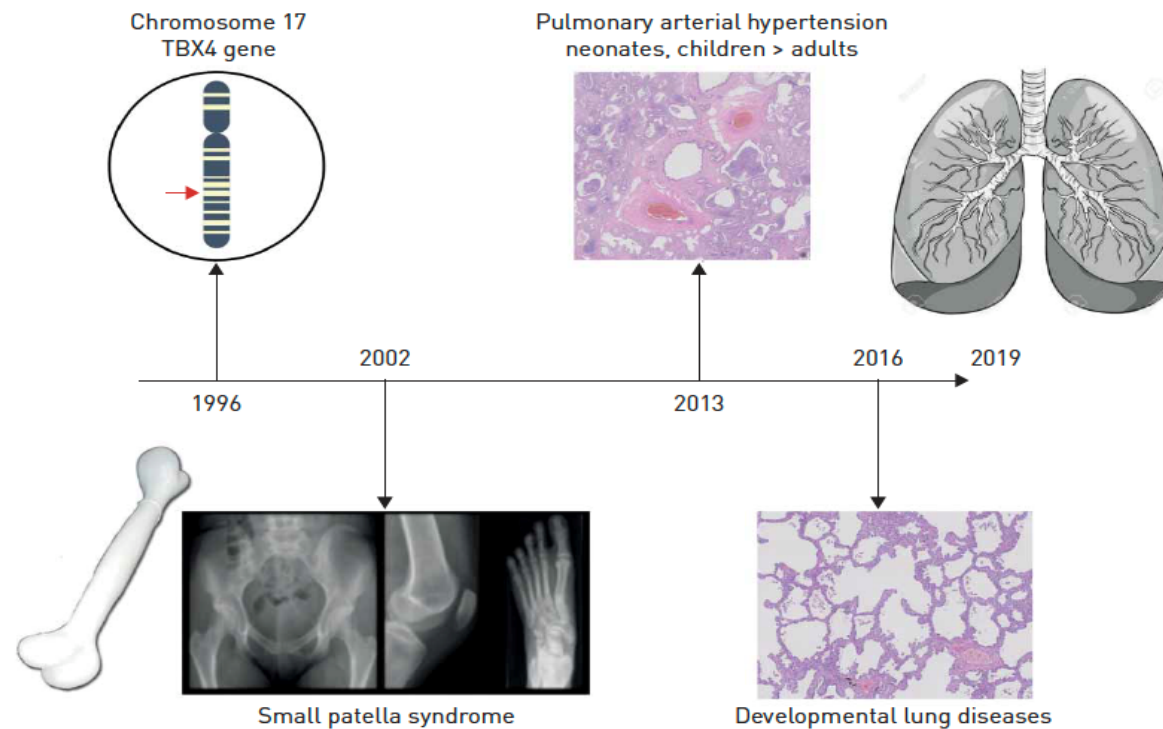 Chromosome 17
TBX4 gene
Pulmonary arterial hypertension
neonates, children > adults
2002
2016
2019
1996
2013
Small patella syndrome
Developmental lung diseases